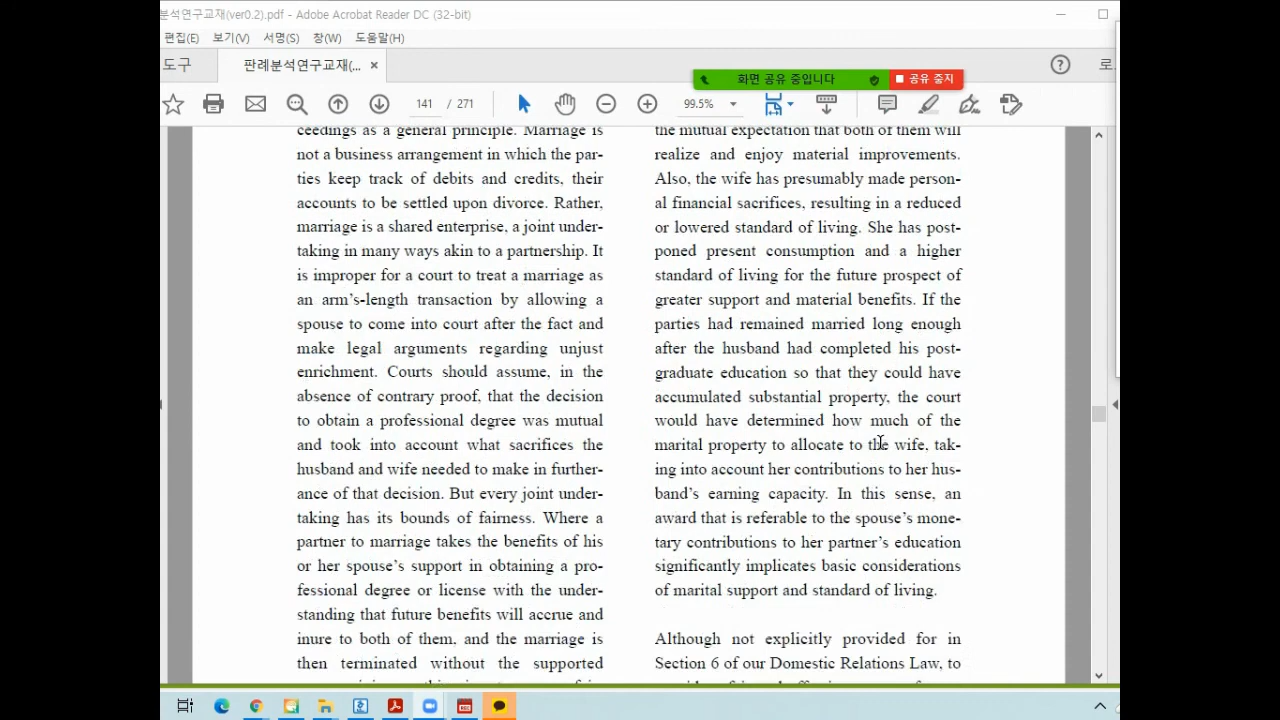 분석연구교재(ver0.2).pdf - Adobe Acrobat Reader DC (32-bit)
편집(E) 보기(V) 서명(S) 창(W) 도움말(H)
도구 판례분석연구교재(... × 로
화면 공유 중입니다 공유 중지
141 / 271 99.5%
ceedings as a general principle. Marriage is
not a business arrangement in which the par-
ties keep track of debits and credits, their
accounts to be settled upon divorce. Rather,
marriage is a shared enterprise, a joint under-
taking in many ways akin to a partnership. It
is improper for a court to treat a marriage as
an arm's-length transaction by allowing a
spouse to come into court after the fact and
make legal arguments regarding unjust
enrichment. Courts should assume, in the
absence of contrary proof, that the decision
to obtain a professional degree was mutual
and took into account what sacrifices the
husband and wife needed to make in further-
ance of that decision. But every joint under-
taking has its bounds of fairness. Where a
partner to marriage takes the benefits of his
or her spouse's support in obtaining a pro-
fessional degree or license with the under-
standing that future benefits will accrue and
inure to both of them, and the marriage is
then terminated without the supported
the mutual expectation that both of them will
realize and enjoy material improvements.
Also, the wife has presumably made person-
al financial sacrifices, resulting in a reduced
or lowered standard of living. She has post-
poned present consumption and a higher
standard of living for the future prospect of
greater support and material benefits. If the
parties had remained married long enough
after the husband had completed his post-
graduate education so that they could have
accumulated substantial property, the court
would have determined how much of the
marital property to allocate to the wife, tak-
ing into account her contributions to her hus-
band's earning capacity. In this sense, an
award that is referable to the spouse's mone-
tary contributions to her partner's education
significantly implicates basic considerations
of marital support and standard of living.
Although not explicitly provided for in
Section 6 of our Domestic Relations Law, to